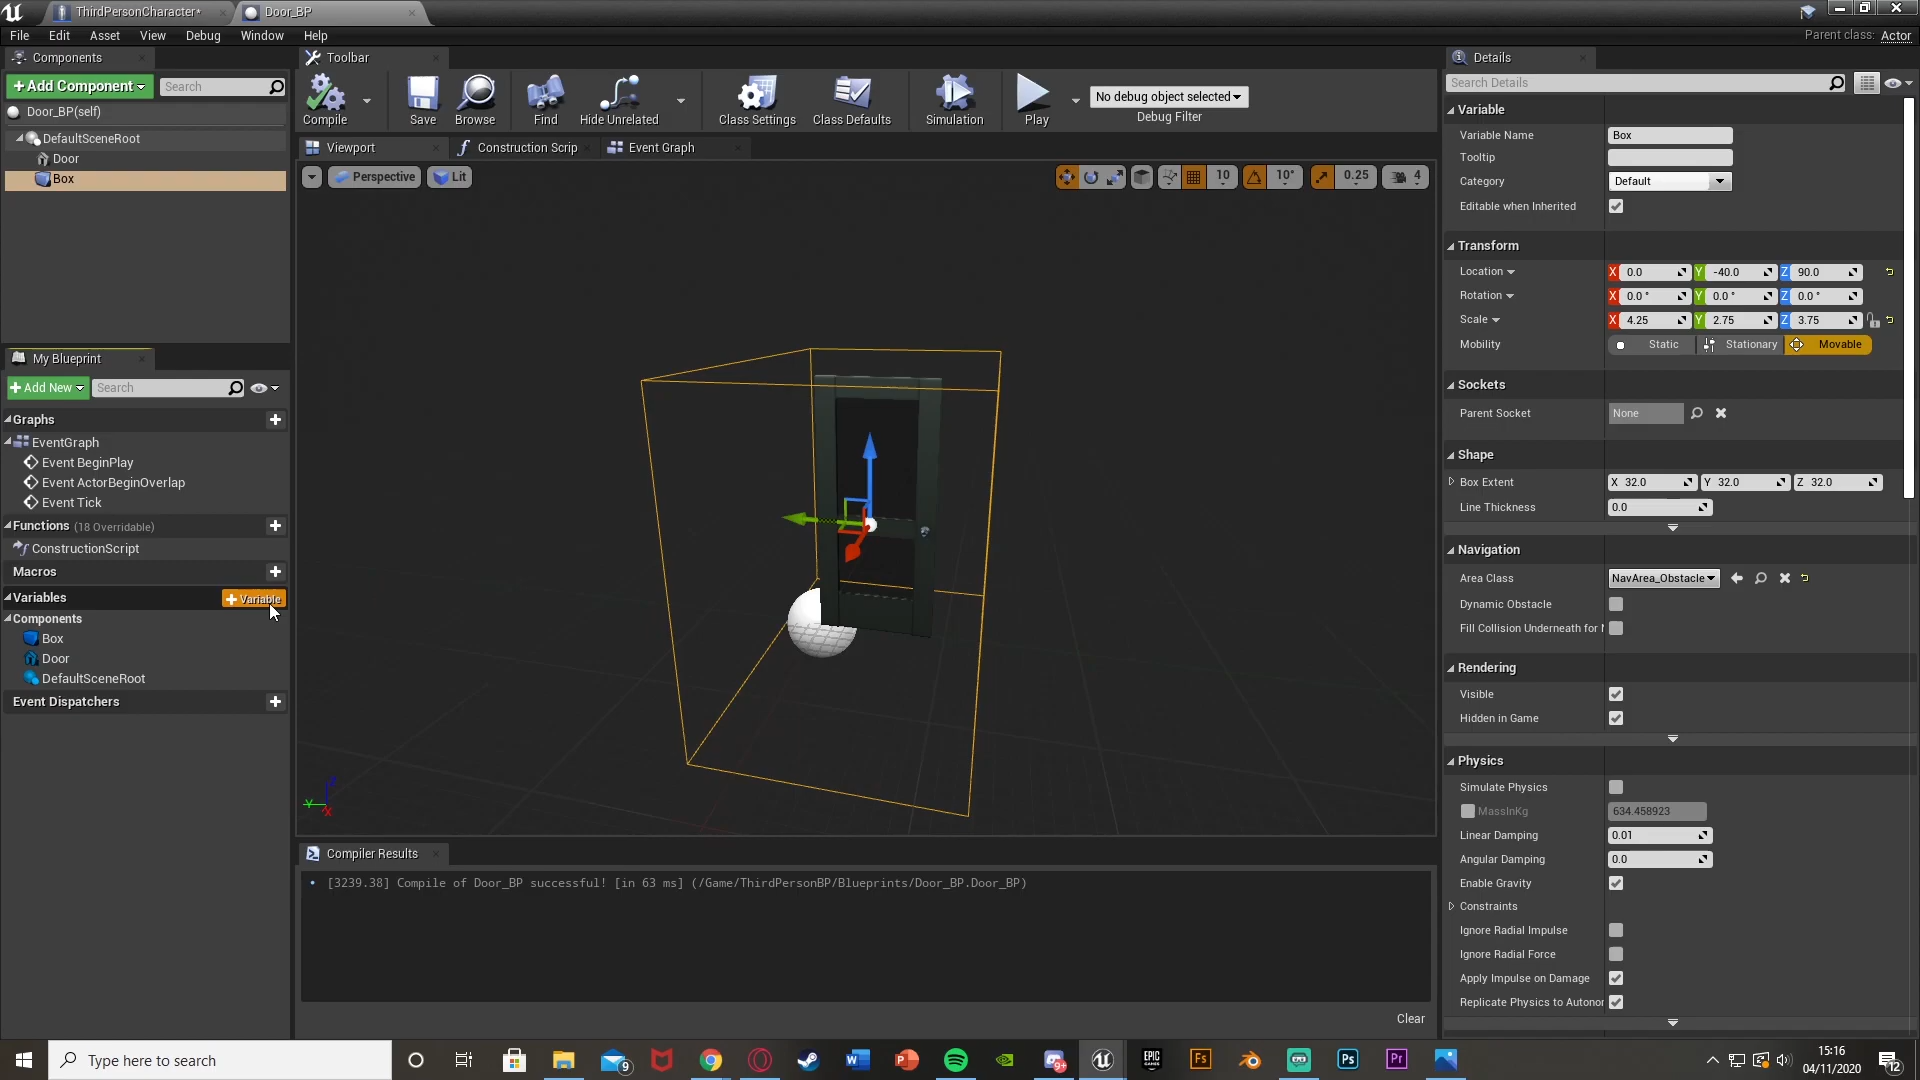 ThirdPersonCharacter*
Door_BP
File Edit Asset View Debug Window Help
Parent class: Actor
Components
+ Add Component
Search
Door_BP(self)
DefaultSceneRoot
Door
Box
Toolbar
Compile
Save
Browse
Find
Hide Unrelated
Class Settings
Class Defaults
Simulation
Play
No debug object selected
Debug Filter
Viewport
Construction Scrip
Event Graph
Perspective
Lit
10
10°
0.25
4
My Blueprint
+ Add New
Search
Graphs
EventGraph
Event BeginPlay
Event ActorBeginOverlap
Event Tick
Functions (18 Overridable)
ConstructionScript
Macros
Variables
+ Variable
Components
Box
Door
DefaultSceneRoot
Event Dispatchers
Compiler Results
[3239.38] Compile of Door_BP successful! [in 63 ms] (/Game/ThirdPersonBP/Blueprints/Door_BP.Door_BP)
Clear
Details
Search Details
Variable
Variable Name Box
Tooltip
Category Default
Editable when Inherited
Transform
Location X 0.0 Y -40.0 Z 90.0
Rotation X 0.0 ° Y 0.0 ° Z 0.0 °
Scale X 4.25 Y 2.75 Z 3.75
Mobility Static Stationary Movable
Sockets
Parent Socket None
Shape
Box Extent X 32.0 Y 32.0 Z 32.0
Line Thickness 0.0
Navigation
Area Class NavArea_Obstacle
Dynamic Obstacle
Fill Collision Underneath for
Rendering
Visible
Hidden in Game
Physics
Simulate Physics
MassInKg 634.458923
Linear Damping 0.01
Angular Damping 0.0
Enable Gravity
Constraints
Ignore Radial Impulse
Ignore Radial Force
Apply Impulse on Damage
Replicate Physics to Autonor
Type here to search
15:16
04/11/2020